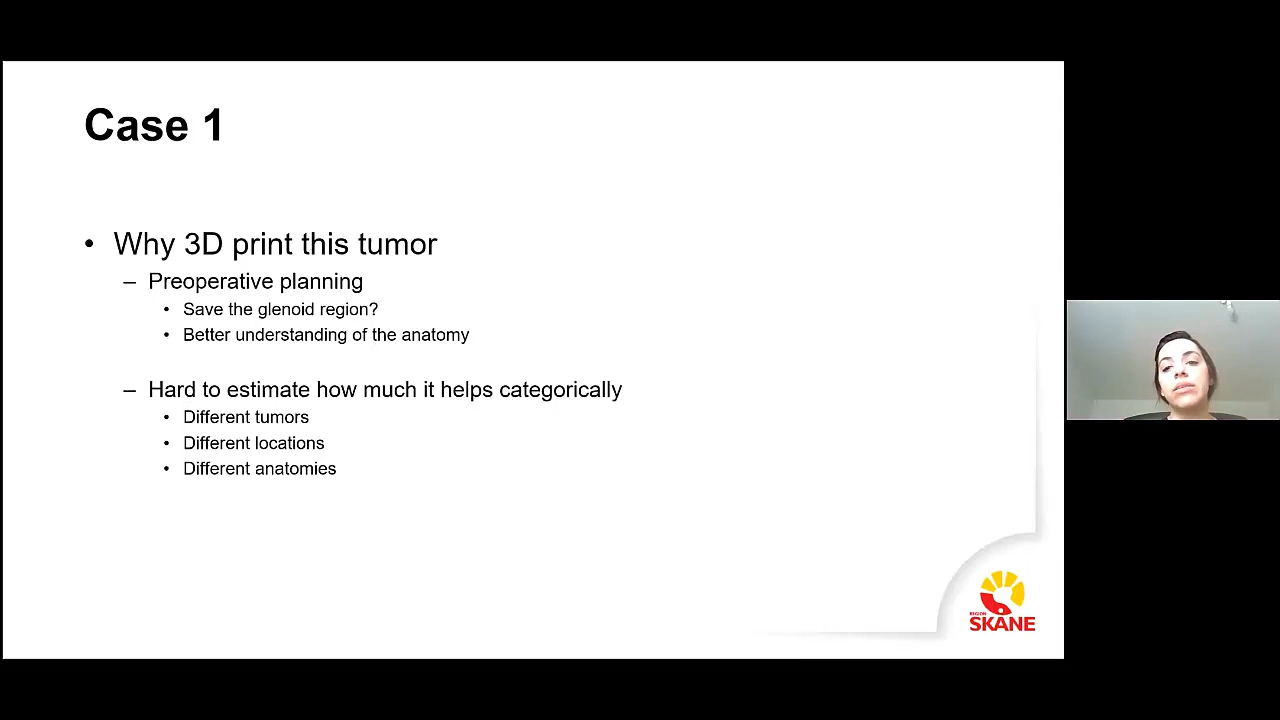 Case 1
• Why 3D print this tumor
– Preoperative planning
• Save the glenoid region?
• Better understanding of the anatomy
– Hard to estimate how much it helps categorically
• Different tumors
• Different locations
• Different anatomies
REGION
SKÅNE